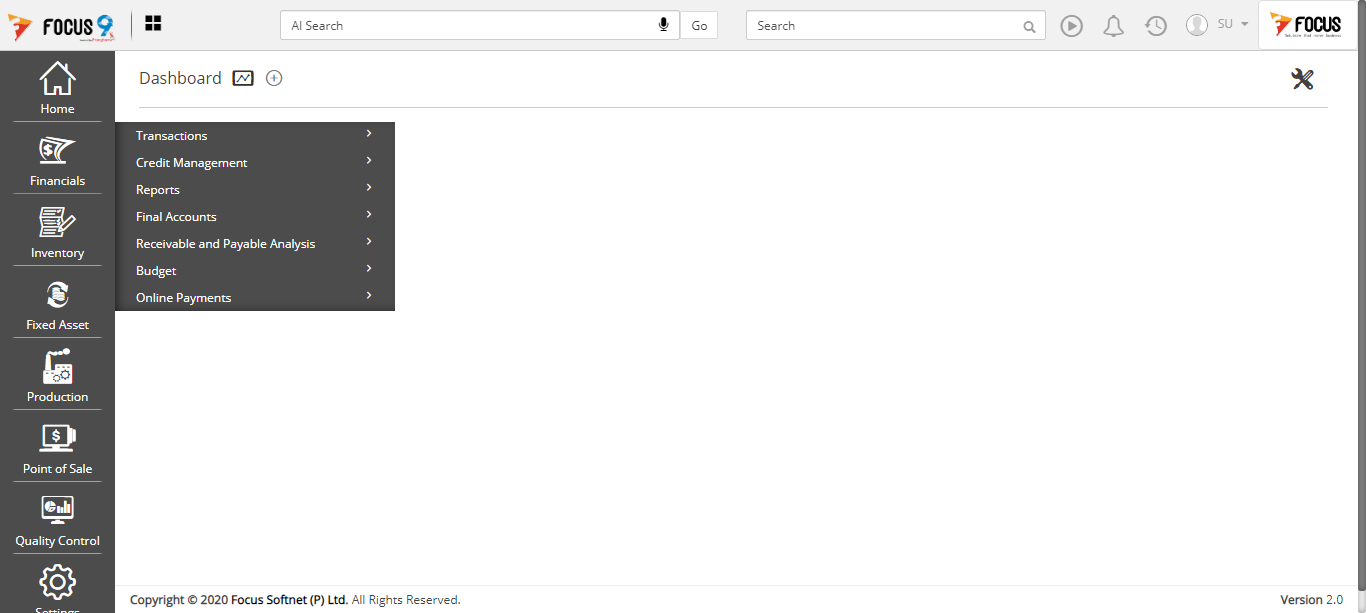 FOCUS 9
AI Search
Go
Search
SU
FOCUS
Home
Financials
Inventory
Fixed Asset
Production
Point of Sale
Quality Control
Settings
Dashboard
Transactions
Credit Management
Reports
Final Accounts
Receivable and Payable Analysis
Budget
Online Payments
Copyright © 2020 Focus Softnet (P) Ltd. All Rights Reserved.
Version 2.0